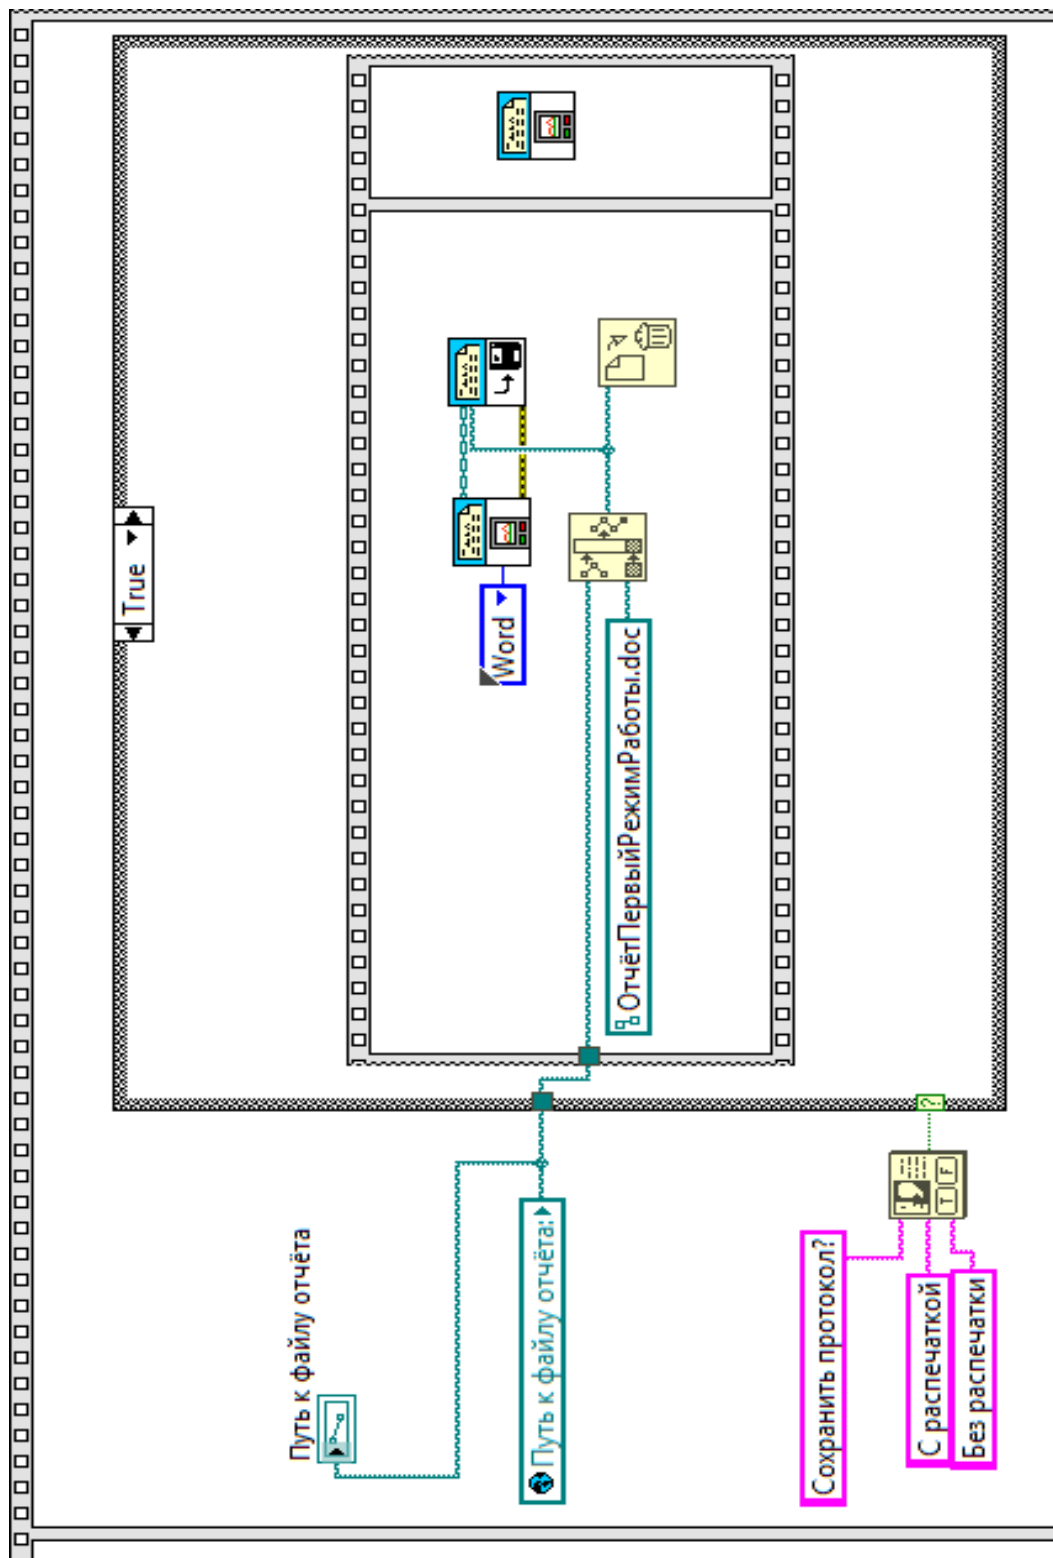 True
Word
ОтчётПервыйРежимРаботы.doc
Путь к файлу отчёта
Путь к файлу отчёта:
?
Сохранить протокол?
С распечаткой
Без распечатки
T F